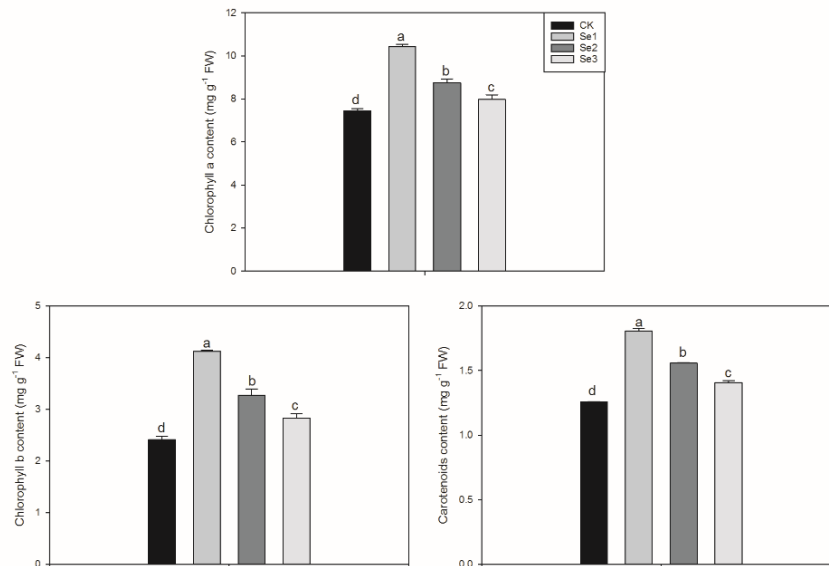 Chlorophyll a content (mg g⁻¹ FW)
12
10
8
6
4
2
0
d
a
b
c
CK
Se1
Se2
Se3
Chlorophyll b content (mg g⁻¹ FW)
5
4
3
2
1
0
d
a
b
c
Carotenoids content (mg g⁻¹ FW)
2.0
1.5
1.0
0.5
0.0
d
a
b
c